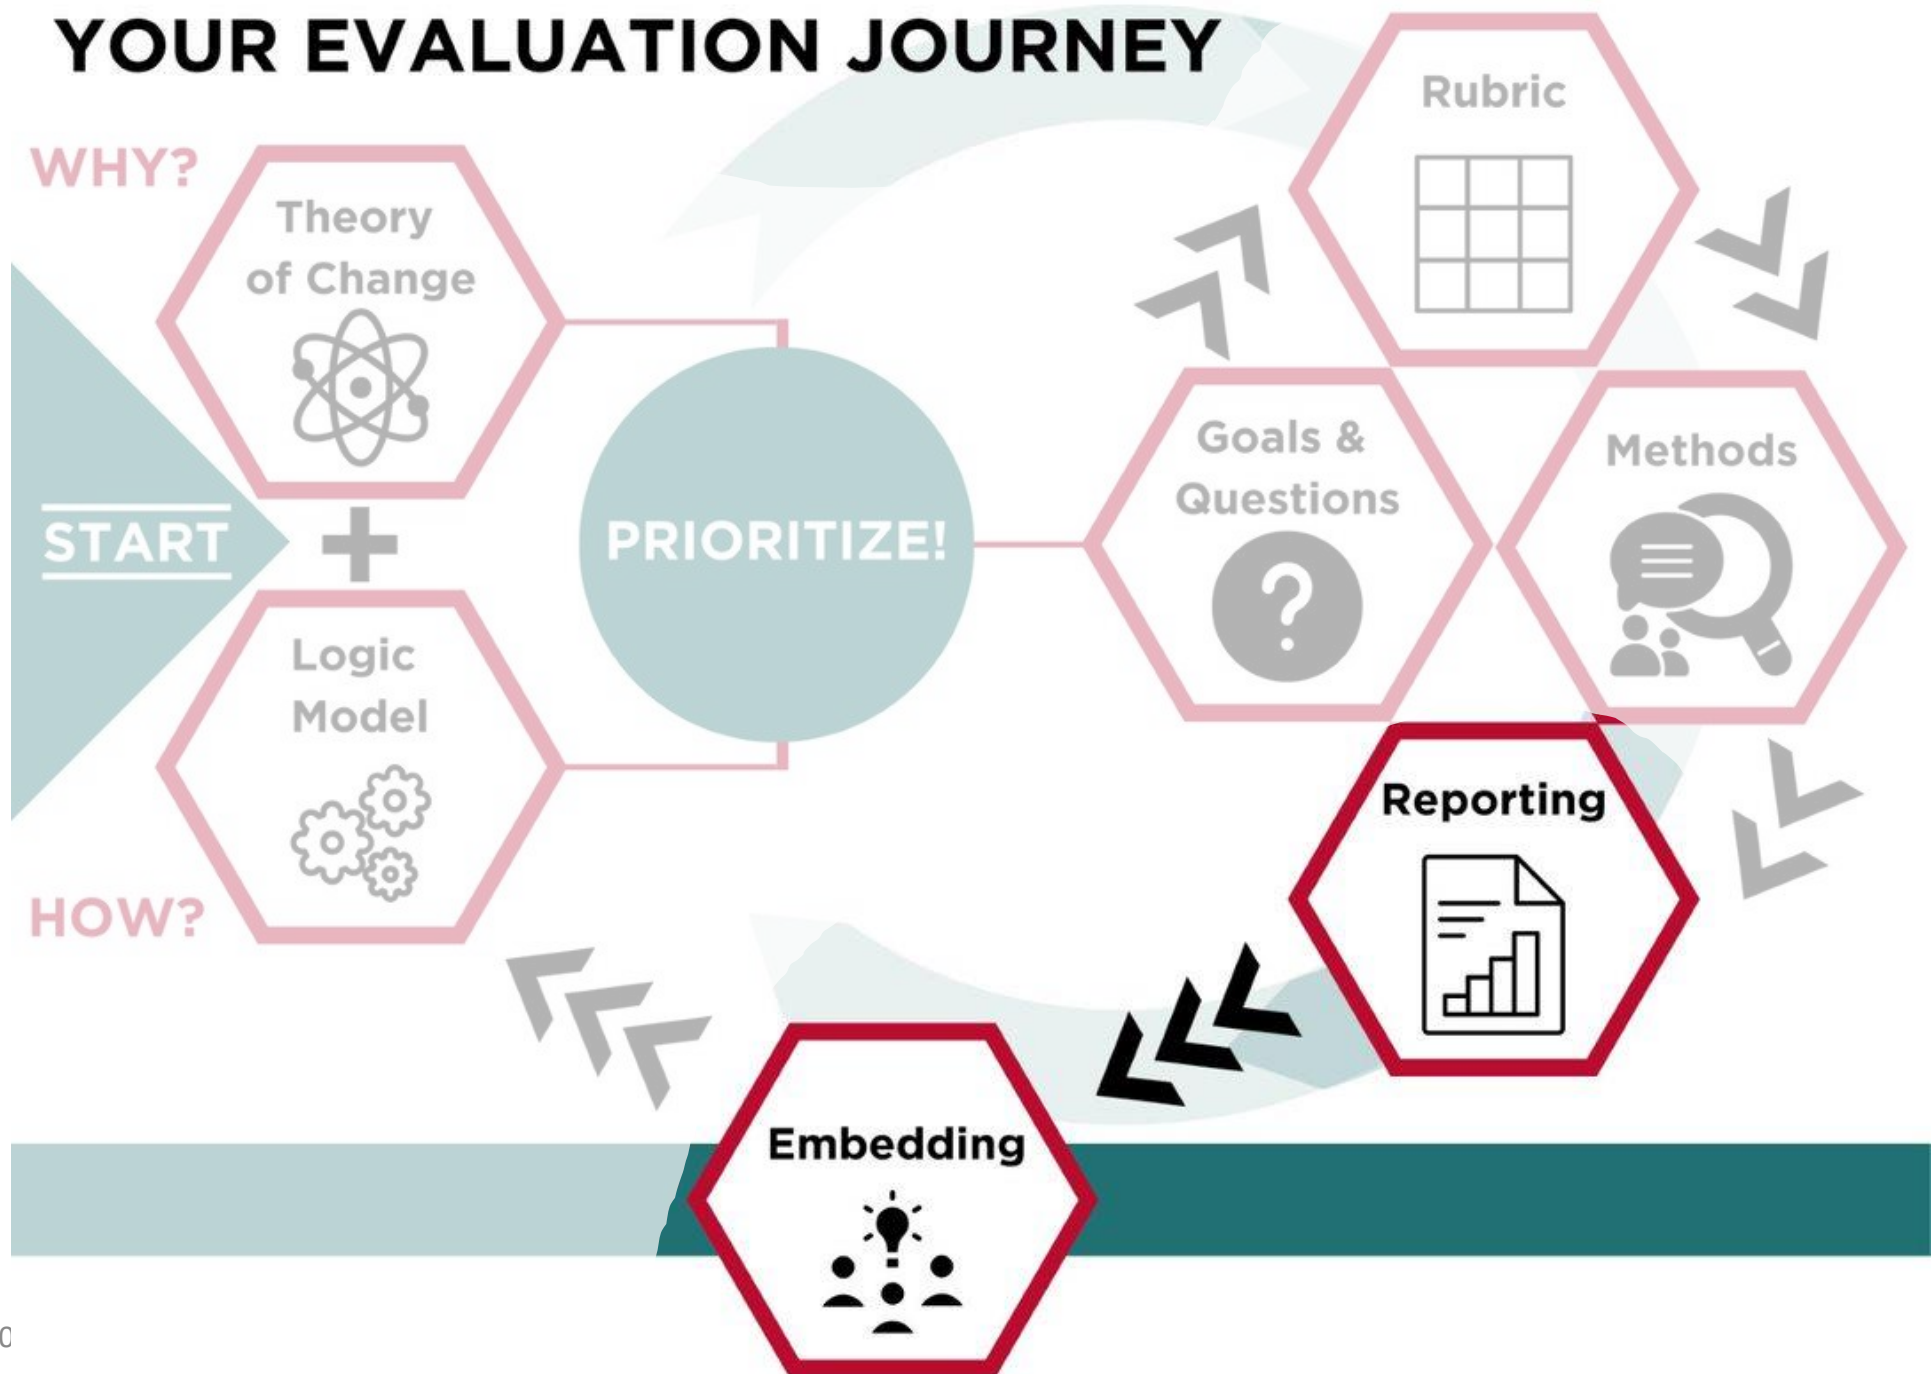 YOUR EVALUATION JOURNEY
WHY?
Theory
of Change
START
Logic
Model
HOW?
PRIORITIZE!
Goals &
Questions
Rubric
Methods
Reporting
Embedding